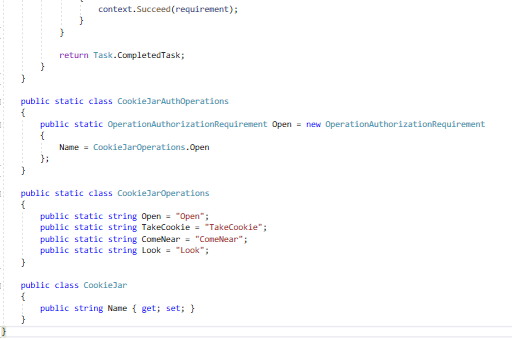 {
context.Succeed(requirement);
}
}
return Task.CompletedTask;
}
}
public static class CookieJarAuthOperations
{
public static OperationAuthorizationRequirement Open = new OperationAuthorizationRequirement
{
Name = CookieJarOperations.Open
};
}
public static class CookieJarOperations
{
public static string Open = "Open";
public static string TakeCookie = "TakeCookie";
public static string ComeNear = "ComeNear";
public static string Look = "Look";
}
public class CookieJar
{
public string Name { get; set; }
}
}